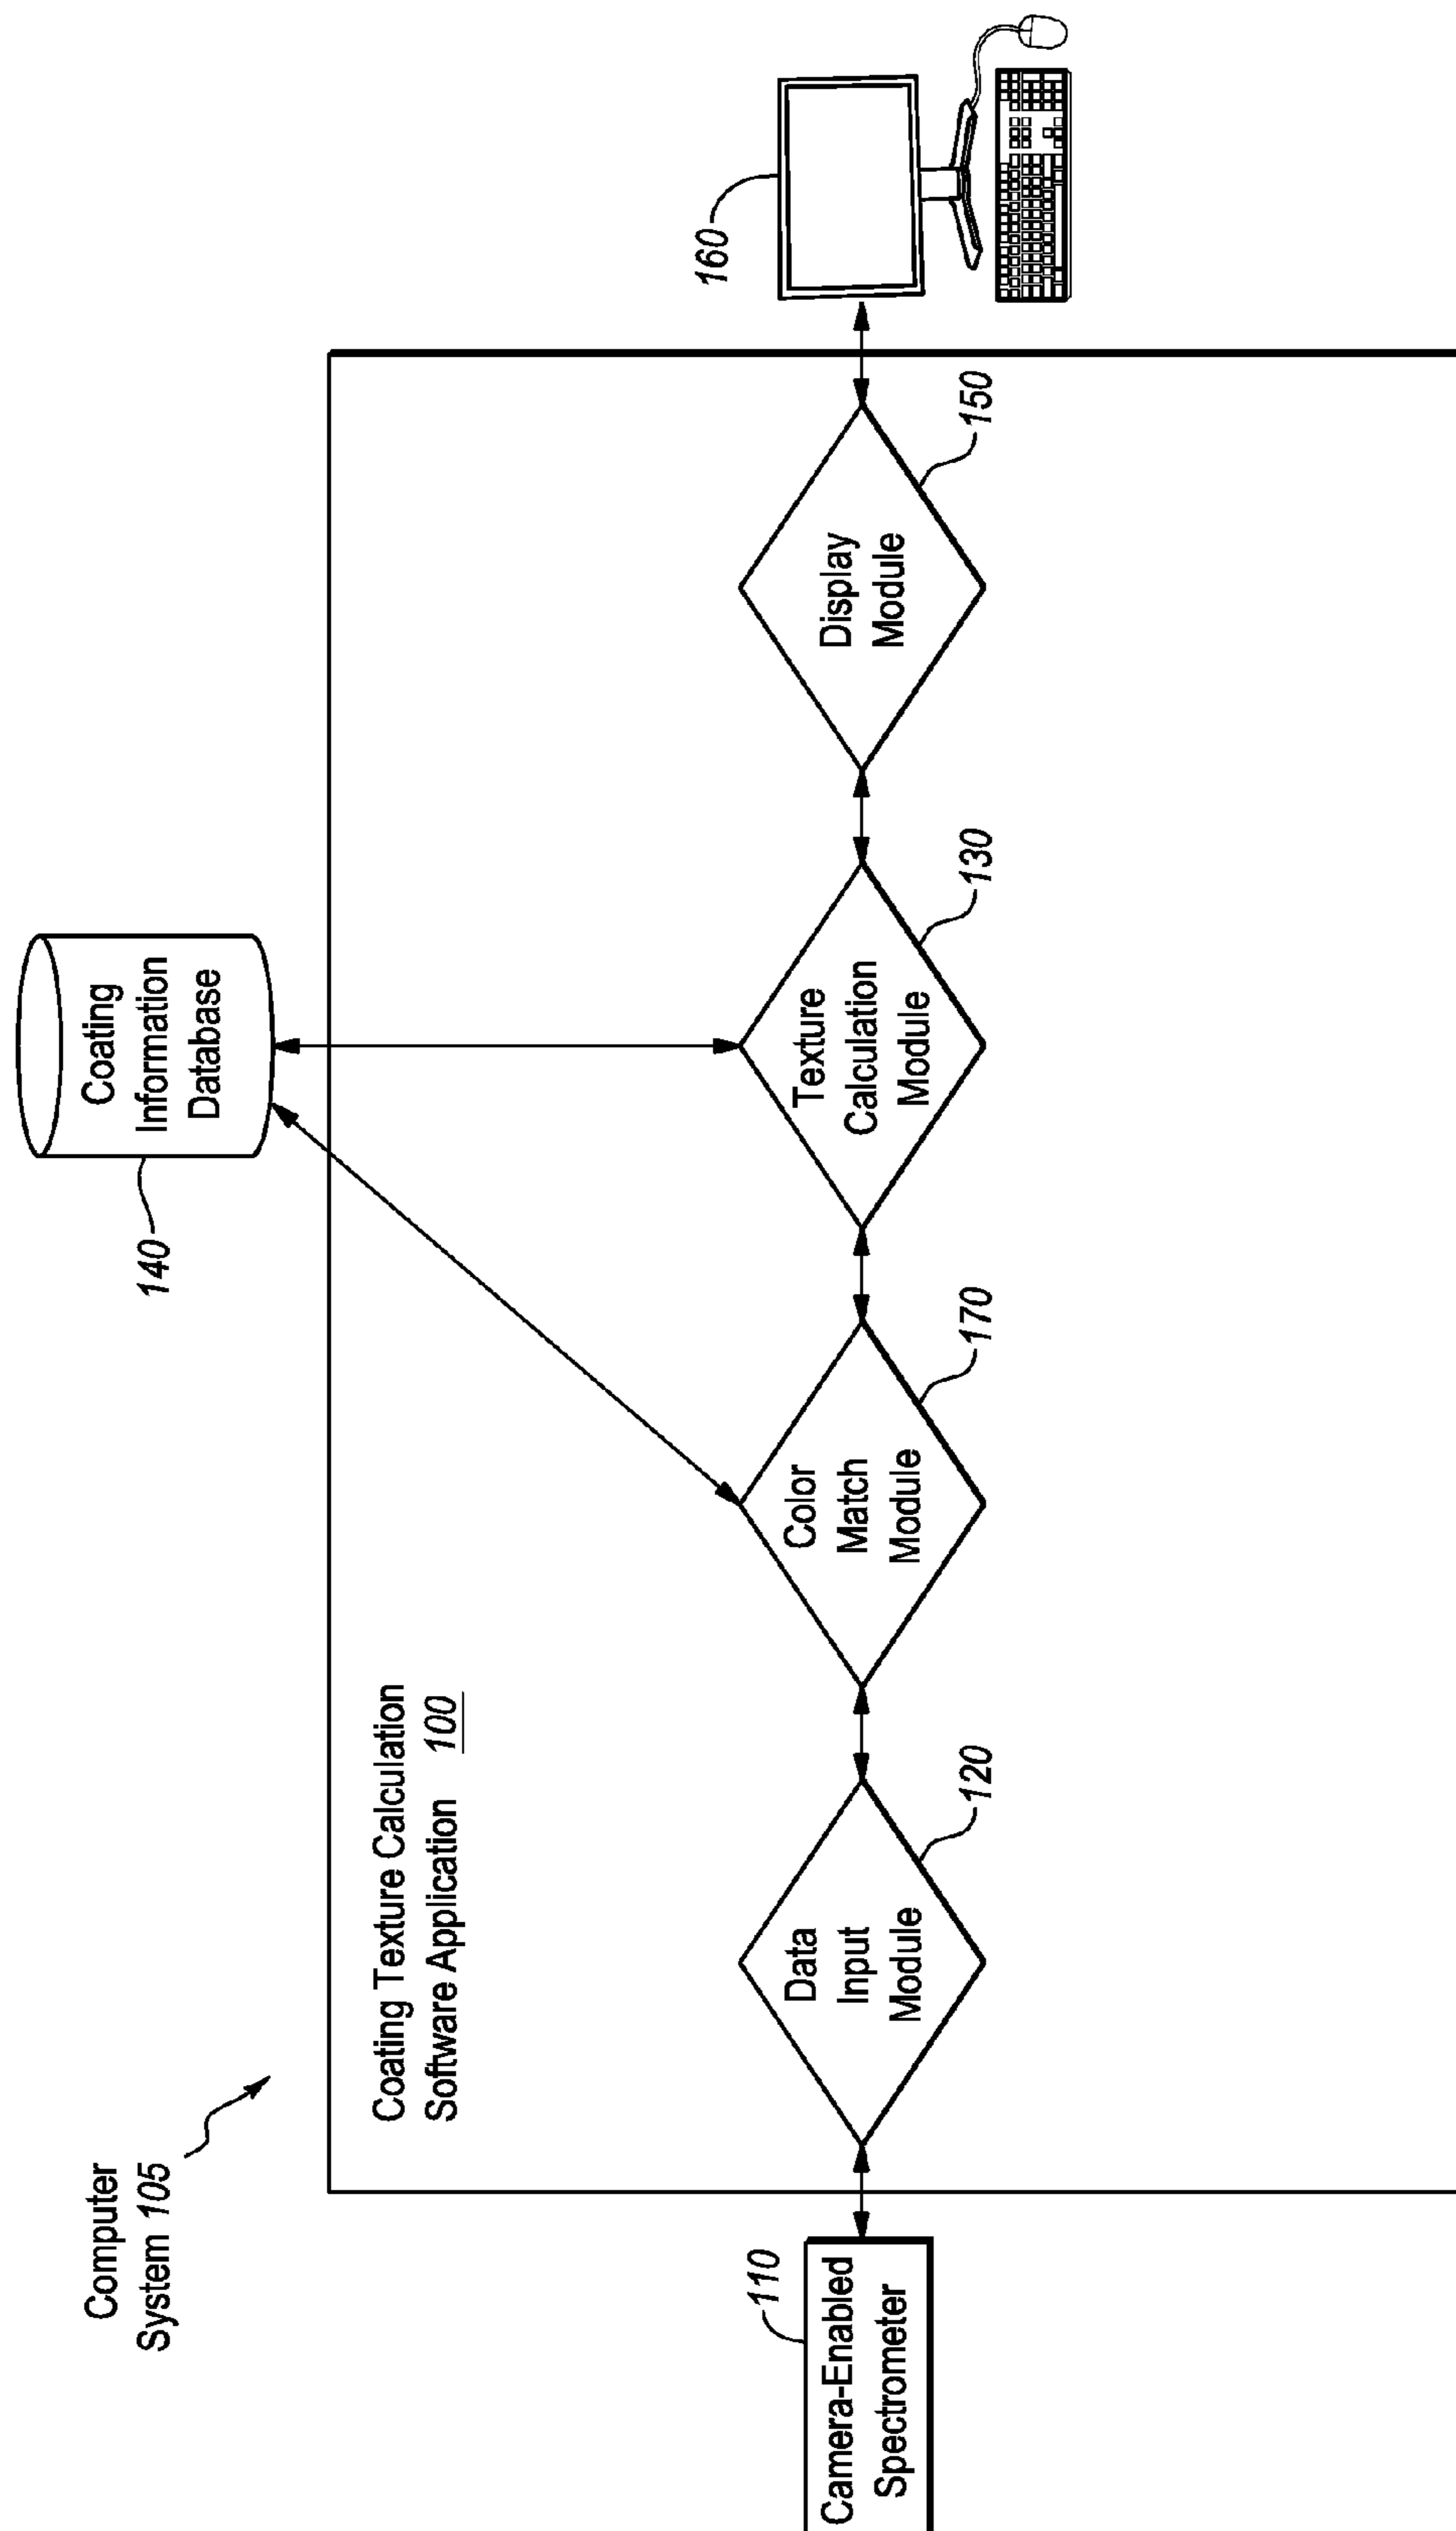 Computer
System 105
140
Coating
Information
Database
Coating Texture Calculation
Software Application 100
110
Camera-Enabled
Spectrometer
Data
Input
Module
120
Color
Match
Module
170
Texture
Calculation
Module
130
Display
Module
150
160